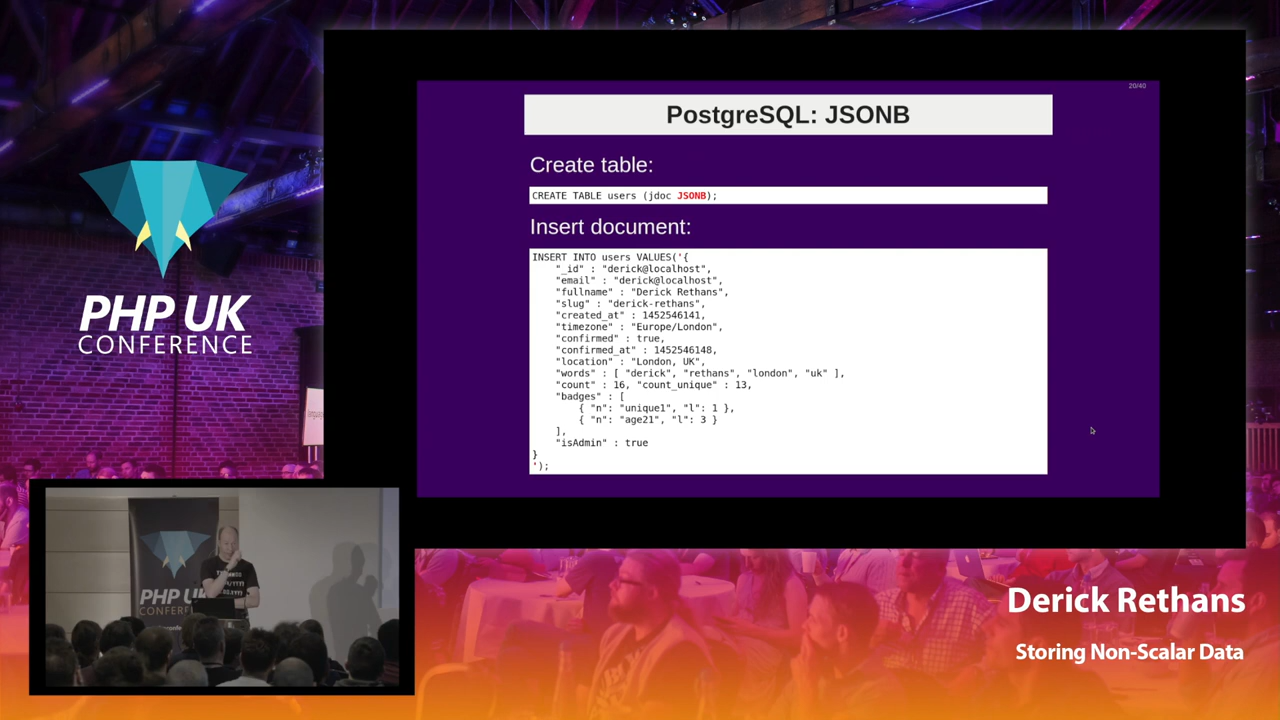 20/40
PostgreSQL: JSONB
Create table:
CREATE TABLE users (jdoc JSONB);
Insert document:
INSERT INTO users VALUES('{
    "_id" : "derick@localhost",
    "email" : "derick@localhost",
    "fullname" : "Derick Rethans",
    "slug" : "derick-rethans",
    "created_at" : 1452546141,
    "timezone" : "Europe/London",
    "confirmed" : true,
    "confirmed_at" : 1452546148,
    "location" : "London, UK",
    "words" : [ "derick", "rethans", "london", "uk" ],
    "count" : 16, "count_unique" : 13,
    "badges" : [
        { "n": "unique1", "l": 1 },
        { "n": "age21", "l": 3 }
    ],
    "isAdmin" : true
}
');
PHP UK
CONFERENCE
PHP UK
CONFERE
Derick Rethans
Storing Non-Scalar Data